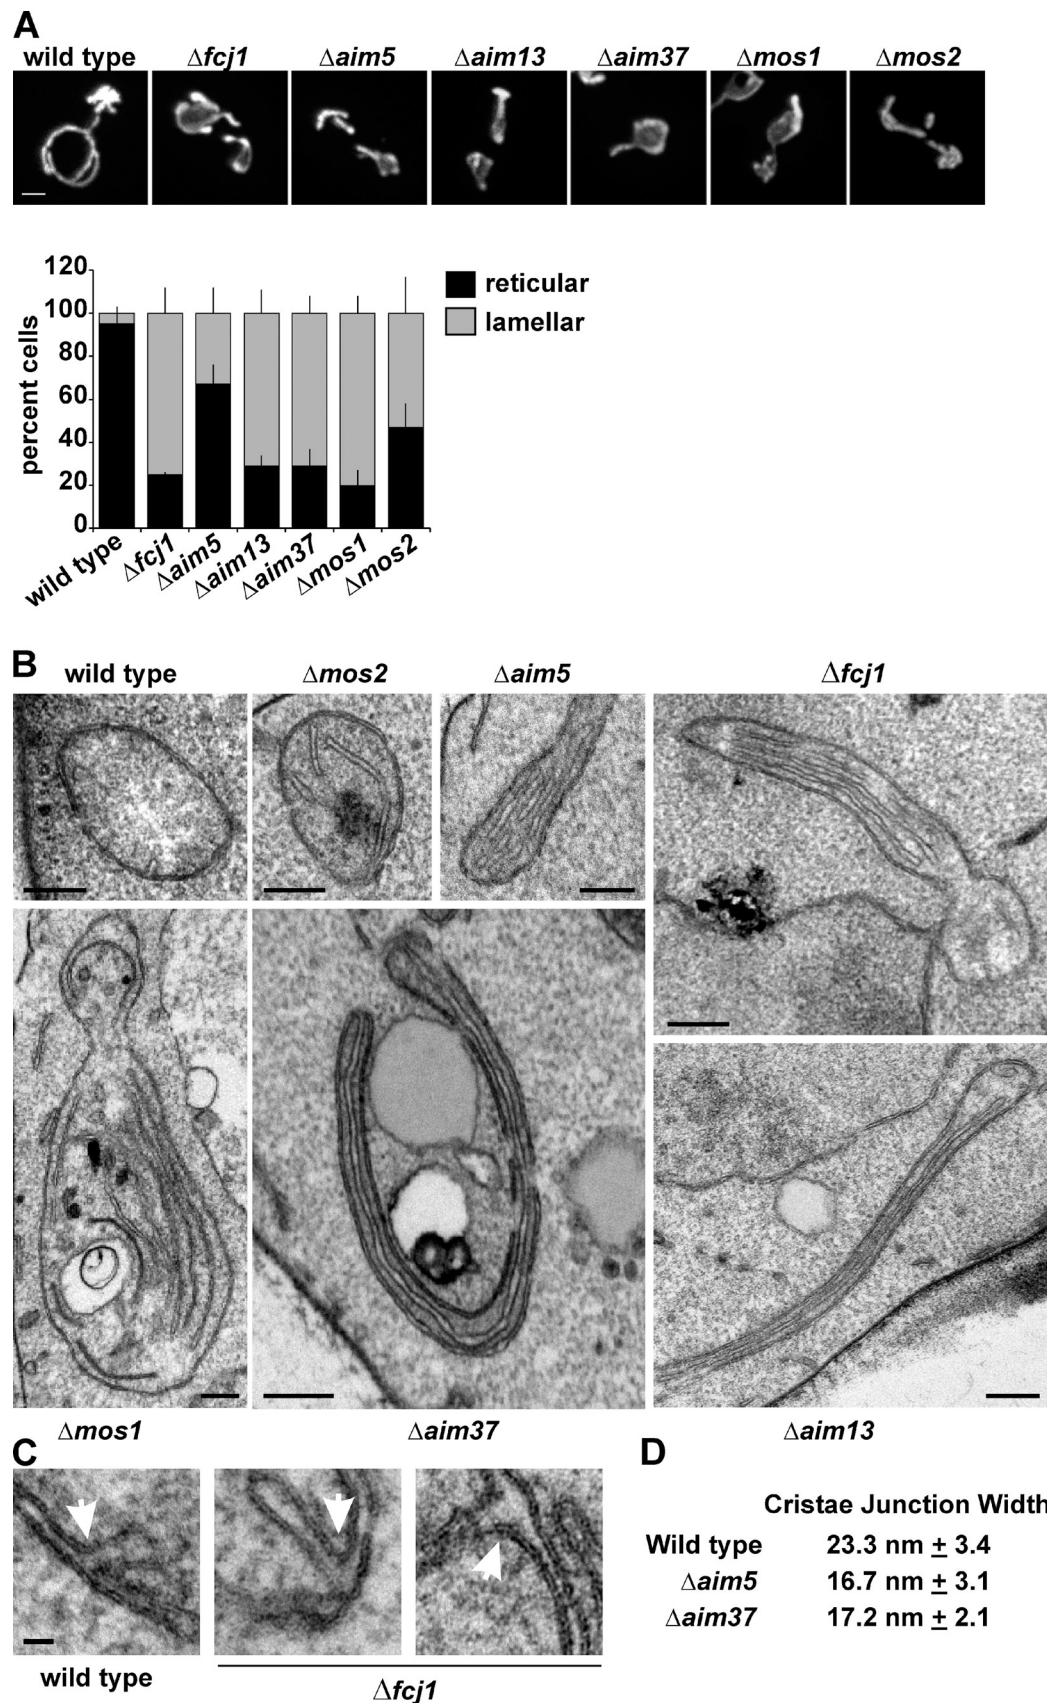 A
wild type Δfcj1 Δaim5 Δaim13 Δaim37 Δmos1 Δmos2
120
100
80
60
40
20
0
percent cells
reticular
lamellar
wild type Δfcj1 Δaim5 Δaim13 Δaim37 Δmos1 Δmos2
B
wild type Δmos2 Δaim5 Δfcj1
Δmos1 Δaim37 Δaim13
C
wild type
Δfcj1
D
Cristae Junction Width
Wild type 23.3 nm ± 3.4
Δaim5 16.7 nm ± 3.1
Δaim37 17.2 nm ± 2.1